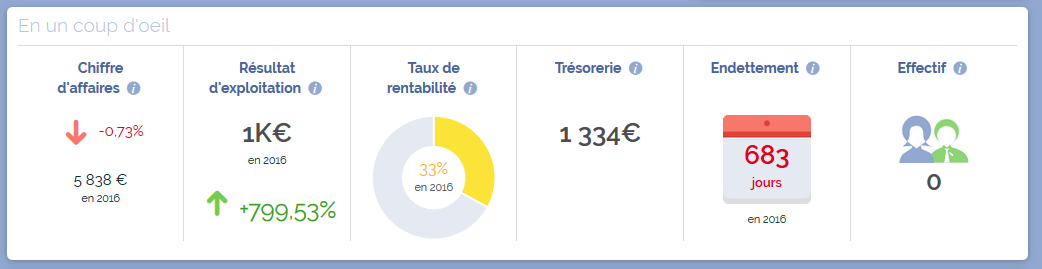 En un coup d'oeil
Chiffre
d'affaires i
-0,73%
5 838 €
en 2016
Résultat
d'exploitation i
1K€
en 2016
+799,53%
Taux de
rentabilité i
33%
en 2016
Trésorerie i
1 334€
Endettement i
683
jours
en 2016
Effectif i
0